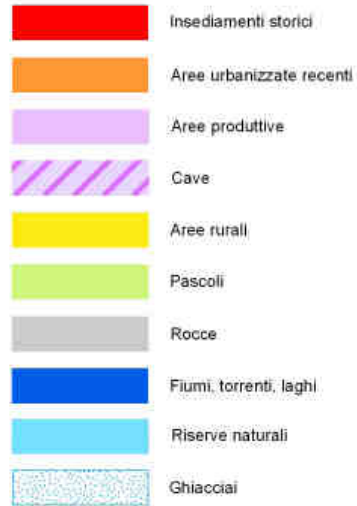 Insediamenti storici
Aree urbanizzate recenti
Aree produttive
Cave
Aree rurali
Pascoli
Rocce
Fiumi, torrenti, laghi
Riserve naturali
Ghiacciai